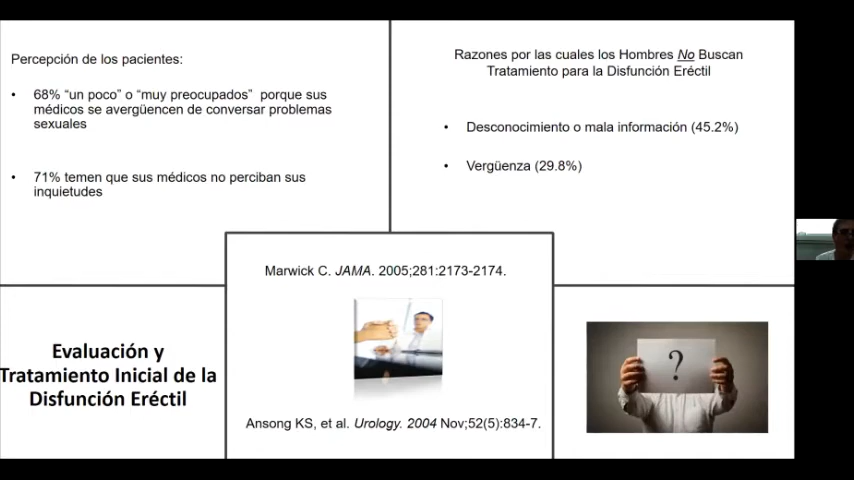 Percepción de los pacientes:
• 68% “un poco” o “muy preocupados” porque sus
médicos se avergüencen de conversar problemas
sexuales
• 71% temen que sus médicos no perciban sus
inquietudes
Razones por las cuales los Hombres No Buscan
Tratamiento para la Disfunción Eréctil
• Desconocimiento o mala información (45.2%)
• Vergüenza (29.8%)
Marwick C. JAMA. 2005;281:2173-2174.
Ansong KS, et al. Urology. 2004 Nov;52(5):834-7.
Evaluación y
Tratamiento Inicial de la
Disfunción Eréctil
?